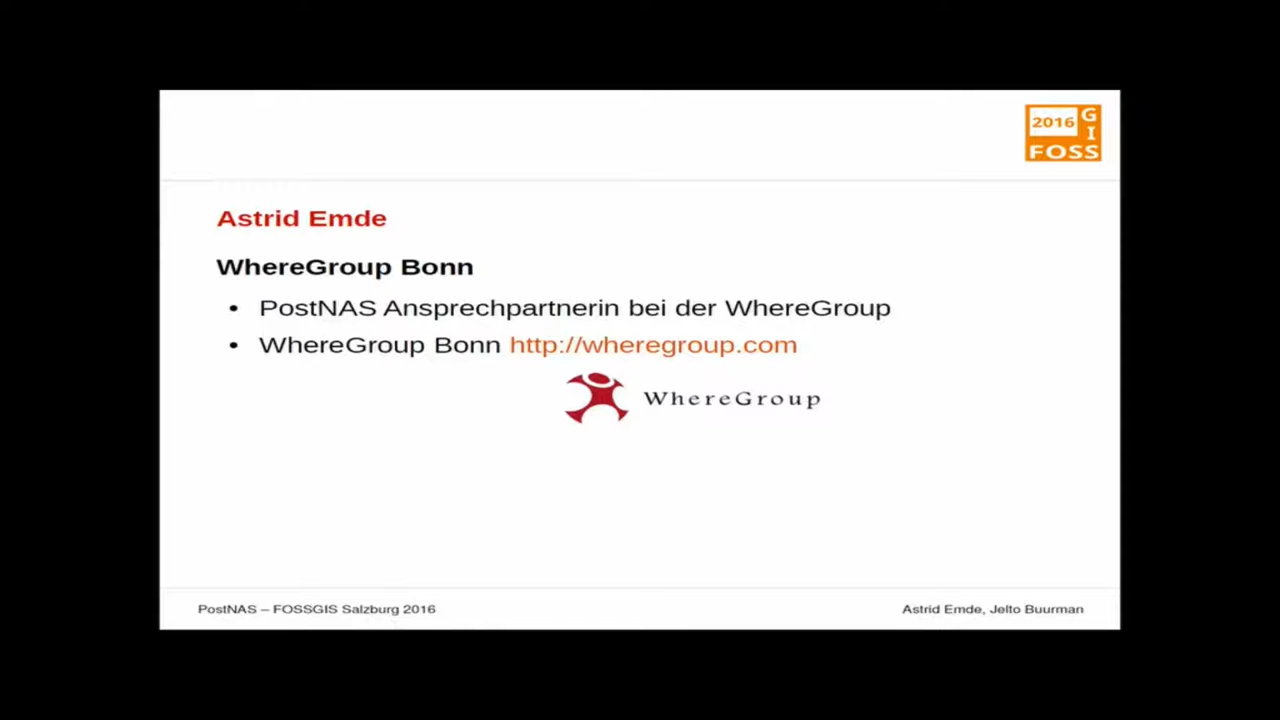 2016 G
I
FOSS
Astrid Emde
WhereGroup Bonn
• PostNAS Ansprechpartnerin bei der WhereGroup
• WhereGroup Bonn http://wheregroup.com
WhereGroup
PostNAS – FOSSGIS Salzburg 2016
Astrid Emde, Jelto Buurman